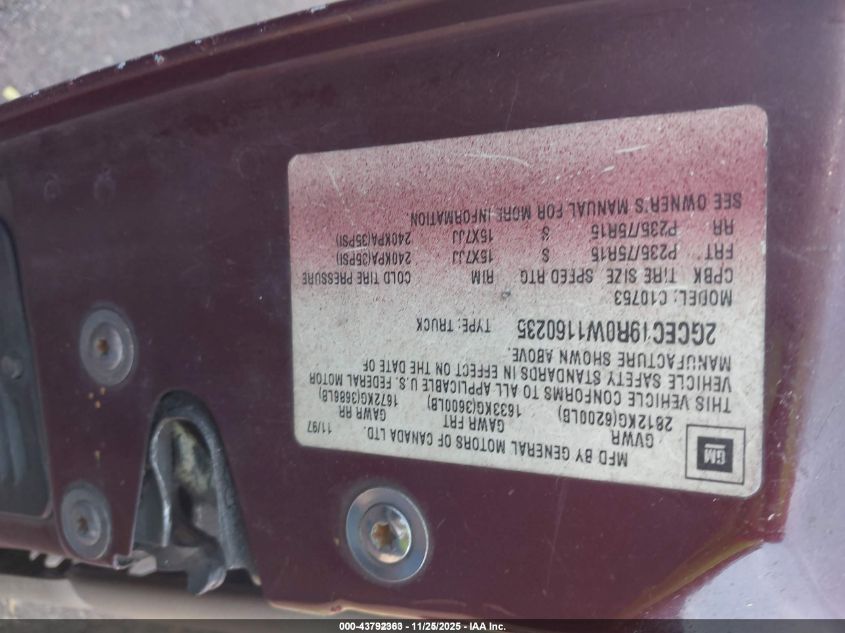 GM
MFD BY GENERAL MOTORS OF CANADA LTD.
11/97
GVWR GAWR FRT GAWR RR
2812KG(6200LB) 1633KG(3600LB) 1672KG(3686LB)
THIS VEHICLE CONFORMS TO ALL APPLICABLE U.S. FEDERAL MOTOR
VEHICLE SAFETY STANDARDS IN EFFECT ON THE DATE OF
MANUFACTURE SHOWN ABOVE.
2GCEC19R0W1160235 TYPE: TRUCK
MODEL: C10753
CPBK TIRE SIZE SPEED RTG RIM COLD TIRE PRESSURE
FRT P235/75R15 S 15X7JJ 240KPA(35PSI)
RR P235/75R15 S 15X7JJ 240KPA(35PSI)
SEE OWNER'S MANUAL FOR MORE INFORMATION.
000-43792363 - 11/25/2025 - IAA Inc.